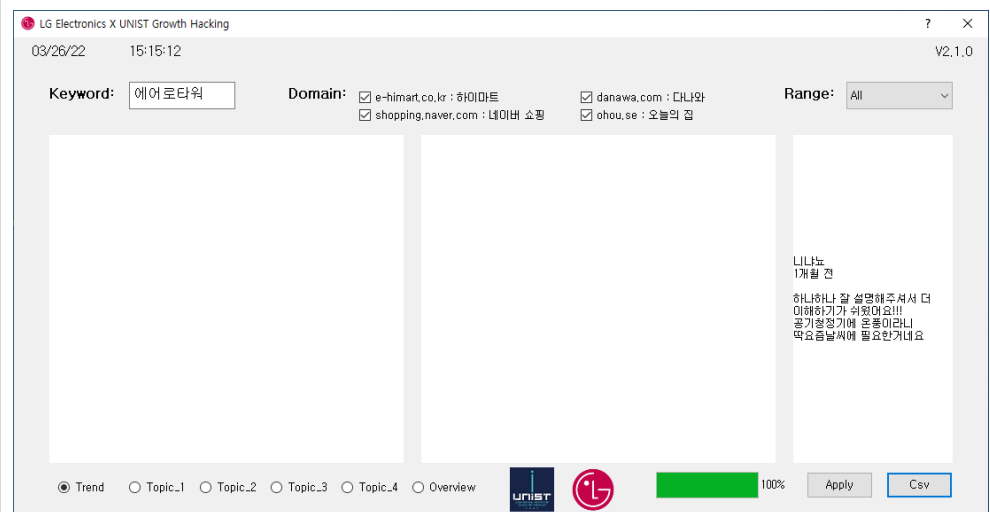 LG Electronics X UNIST Growth Hacking
03/26/22 15:15:12 V2.1.0
Keyword: 에어로타워 Domain: e-himart.co.kr : 하이마트 danawa.com : 다나와 Range: All
shopping.naver.com : 네이버 쇼핑 ohou.se : 오늘의 집
니냐뇨
1개월 전
하나하나 잘 설명해주셔서 더
이해하기가 쉬웠어요!!!
공기청정기에 온풍이라니
딱요즘날씨에 필요한거네요
Trend Topic_1 Topic_2 Topic_3 Topic_4 Overview UNIST LG 100% Apply Csv